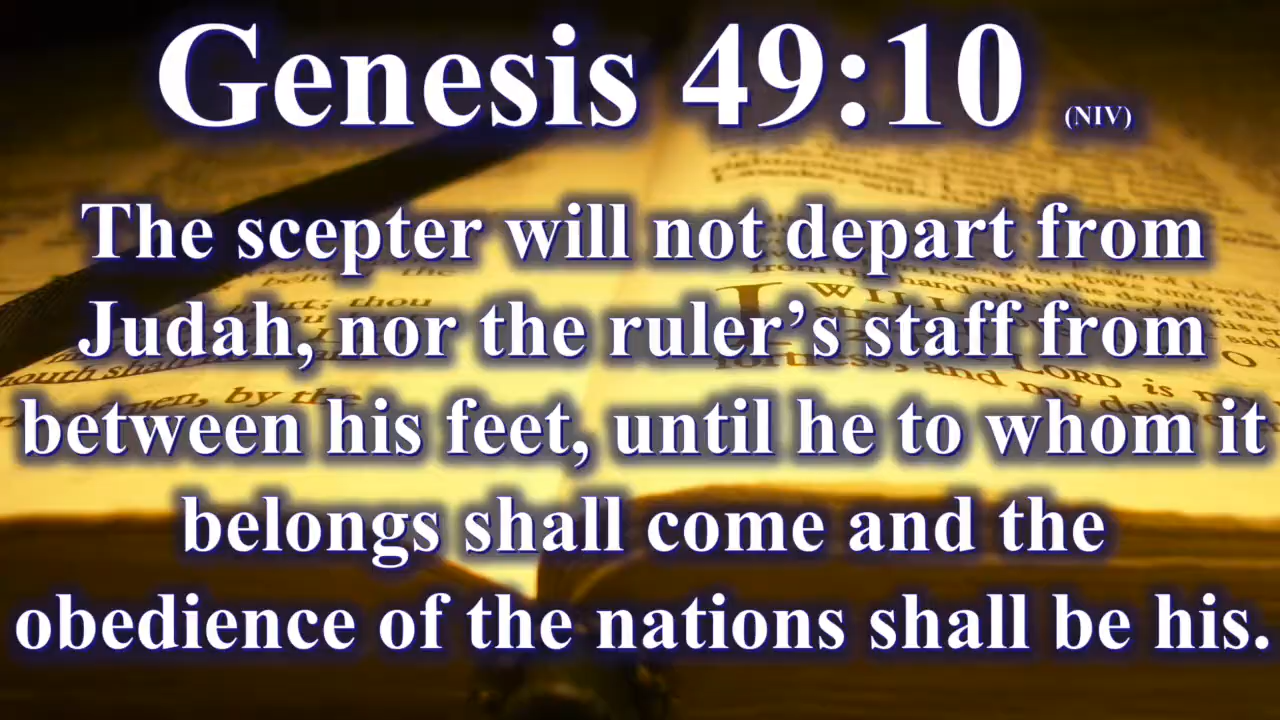 Genesis 49:10 (NIV)
The scepter will not depart from
Judah, nor the ruler’s staff from
between his feet, until he to whom it
belongs shall come and the
obedience of the nations shall be his.